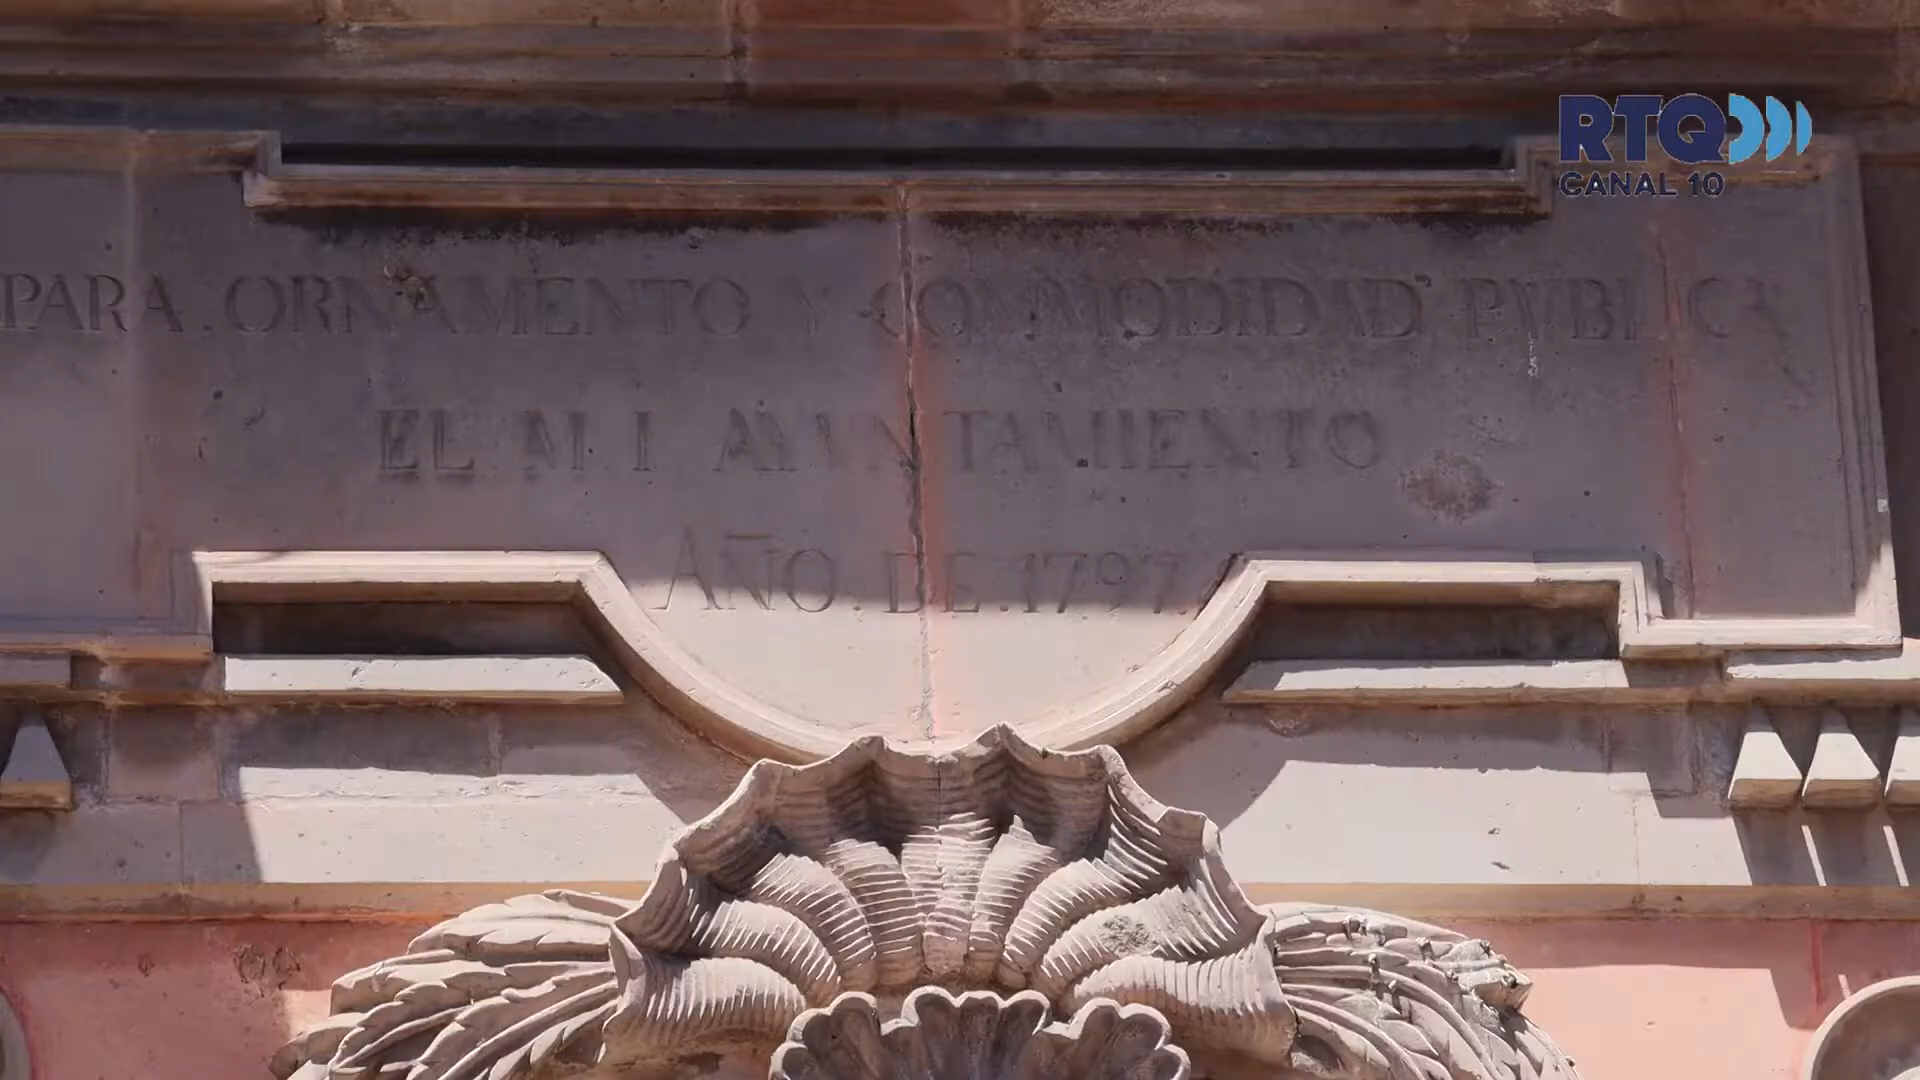 RTQ
CANAL 10
PARA . ORNAMENTO Y COMMODIDAD PVBLICA
EL M. I. AYUNTAMIENTO
AÑO . DE . 1797.